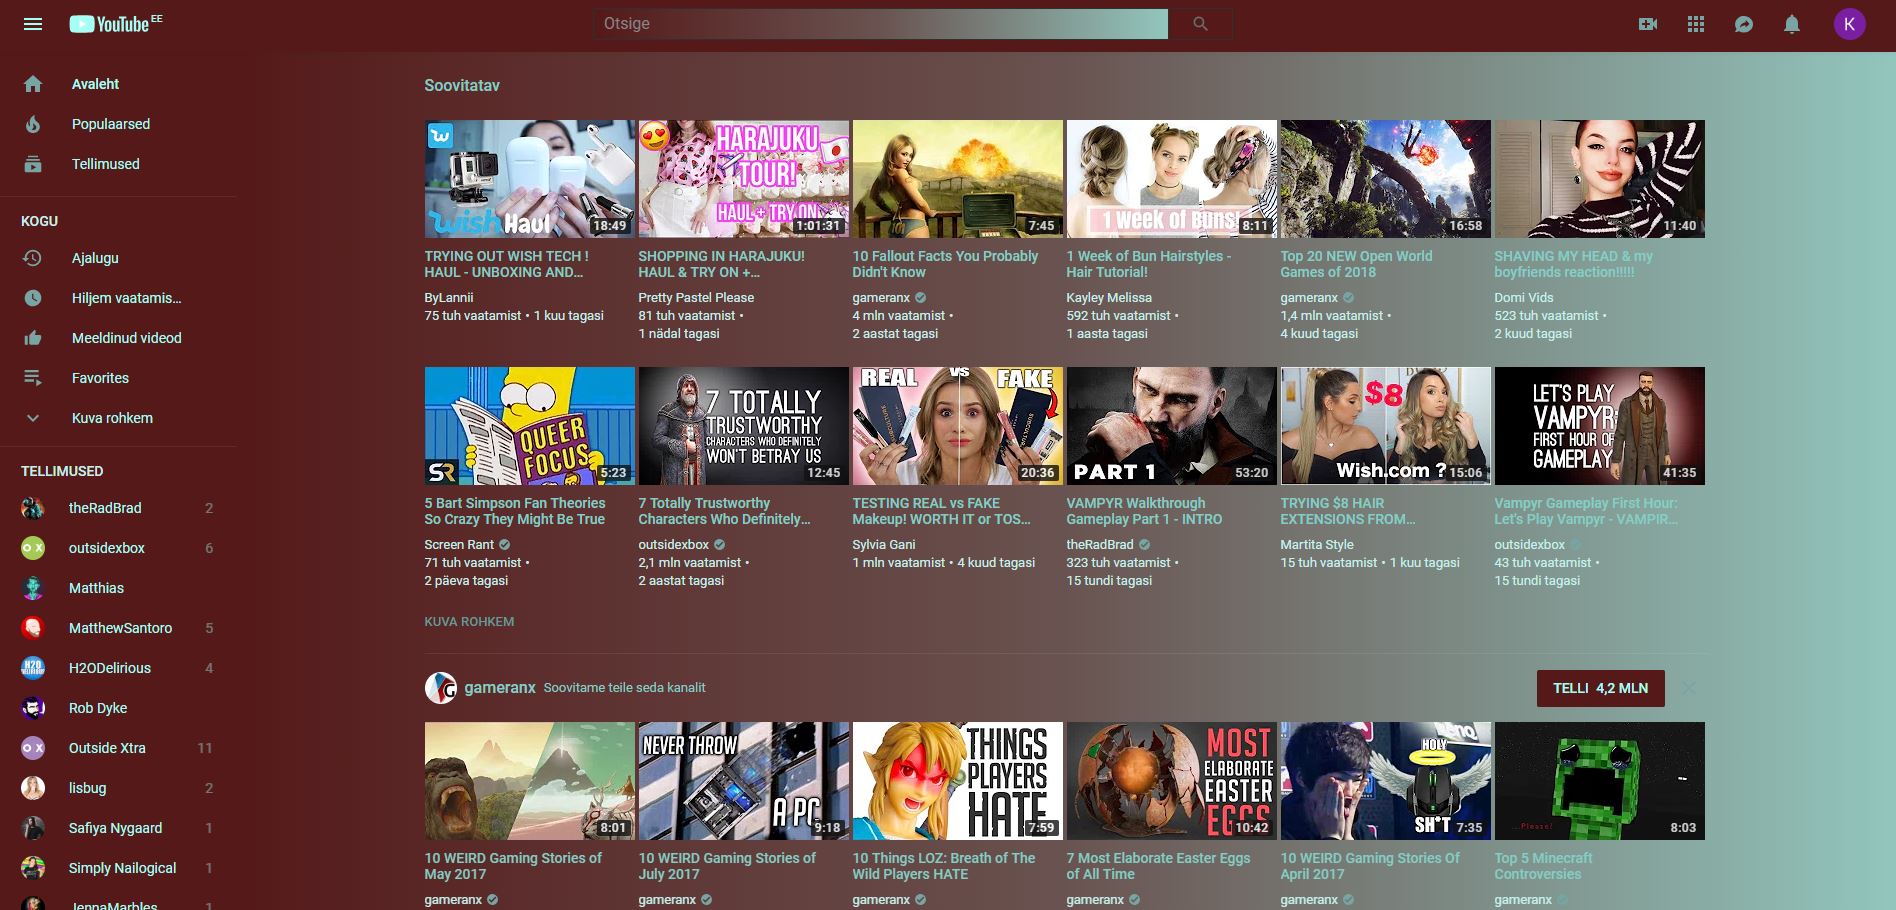 YouTube EE
Otsige
K
Avaleht
Populaarsed
Tellimused
KOGU
Ajalugu
Hiljem vaatamis...
Meeldinud videod
Favorites
Kuva rohkem
TELLIMUSED
theRadBrad 2
outsidexbox 6
Matthias
MatthewSantoro 5
H2ODelirious 4
Rob Dyke
Outside Xtra 11
lisbug 2
Safiya Nygaard 1
Simply Nailogical 1
JennaMarbles 1
Soovitatav
wish Haul
18:49
TRYING OUT WISH TECH !
HAUL - UNBOXING AND...
ByLannii
75 tuh vaatamist • 1 kuu tagasi
HARAJUKU
TOUR!
HAUL + TRY ON
1:01:31
SHOPPING IN HARAJUKU!
HAUL & TRY ON +...
Pretty Pastel Please
81 tuh vaatamist •
1 nädal tagasi
7:45
10 Fallout Facts You Probably
Didn't Know
gameranx
4 mln vaatamist •
2 aastat tagasi
1 Week of Buns!
8:11
1 Week of Bun Hairstyles -
Hair Tutorial!
Kayley Melissa
592 tuh vaatamist •
1 aasta tagasi
16:58
Top 20 NEW Open World
Games of 2018
gameranx
1,4 mln vaatamist •
4 kuud tagasi
11:40
SHAVING MY HEAD & my
boyfriends reaction!!!!!
Domi Vids
523 tuh vaatamist •
2 kuud tagasi
QUEER
FOCUS
SR
5:23
5 Bart Simpson Fan Theories
So Crazy They Might Be True
Screen Rant
71 tuh vaatamist •
2 päeva tagasi
7 TOTALLY
TRUSTWORTHY
CHARACTERS WHO DEFINITELY
WON'T BETRAY US
12:45
7 Totally Trustworthy
Characters Who Definitely...
outsidexbox
2,1 mln vaatamist •
2 aastat tagasi
REAL VS FAKE
SUBCULTURE
20:36
TESTING REAL vs FAKE
Makeup! WORTH IT or TOS...
Sylvia Gani
1 mln vaatamist • 4 kuud tagasi
PART 1
53:20
VAMPYR Walkthrough
Gameplay Part 1 - INTRO
theRadBrad
323 tuh vaatamist •
15 tundi tagasi
$8
Wish.com ?
15:06
TRYING $8 HAIR
EXTENSIONS FROM...
Martita Style
15 tuh vaatamist • 1 kuu tagasi
LET'S PLAY
VAMPYR:
FIRST HOUR OF
GAMEPLAY
41:35
Vampyr Gameplay First Hour:
Let's Play Vampyr - VAMPIR...
outsidexbox
43 tuh vaatamist •
15 tundi tagasi
KUVA ROHKEM
gameranx Soovitame teile seda kanalit
TELLI 4,2 MLN
8:01
10 WEIRD Gaming Stories of
May 2017
gameranx
NEVER THROW
A PC
9:18
10 WEIRD Gaming Stories of
July 2017
gameranx
THINGS
PLAYERS
HATE
7:59
10 Things LOZ: Breath of The
Wild Players HATE
gameranx
MOST
ELABORATE
EASTER
EGGS
10:42
7 Most Elaborate Easter Eggs
of All Time
gameranx
HOLY
SH*T
7:35
10 WEIRD Gaming Stories Of
April 2017
gameranx
...Please!
8:03
Top 5 Minecraft
Controversies
gameranx